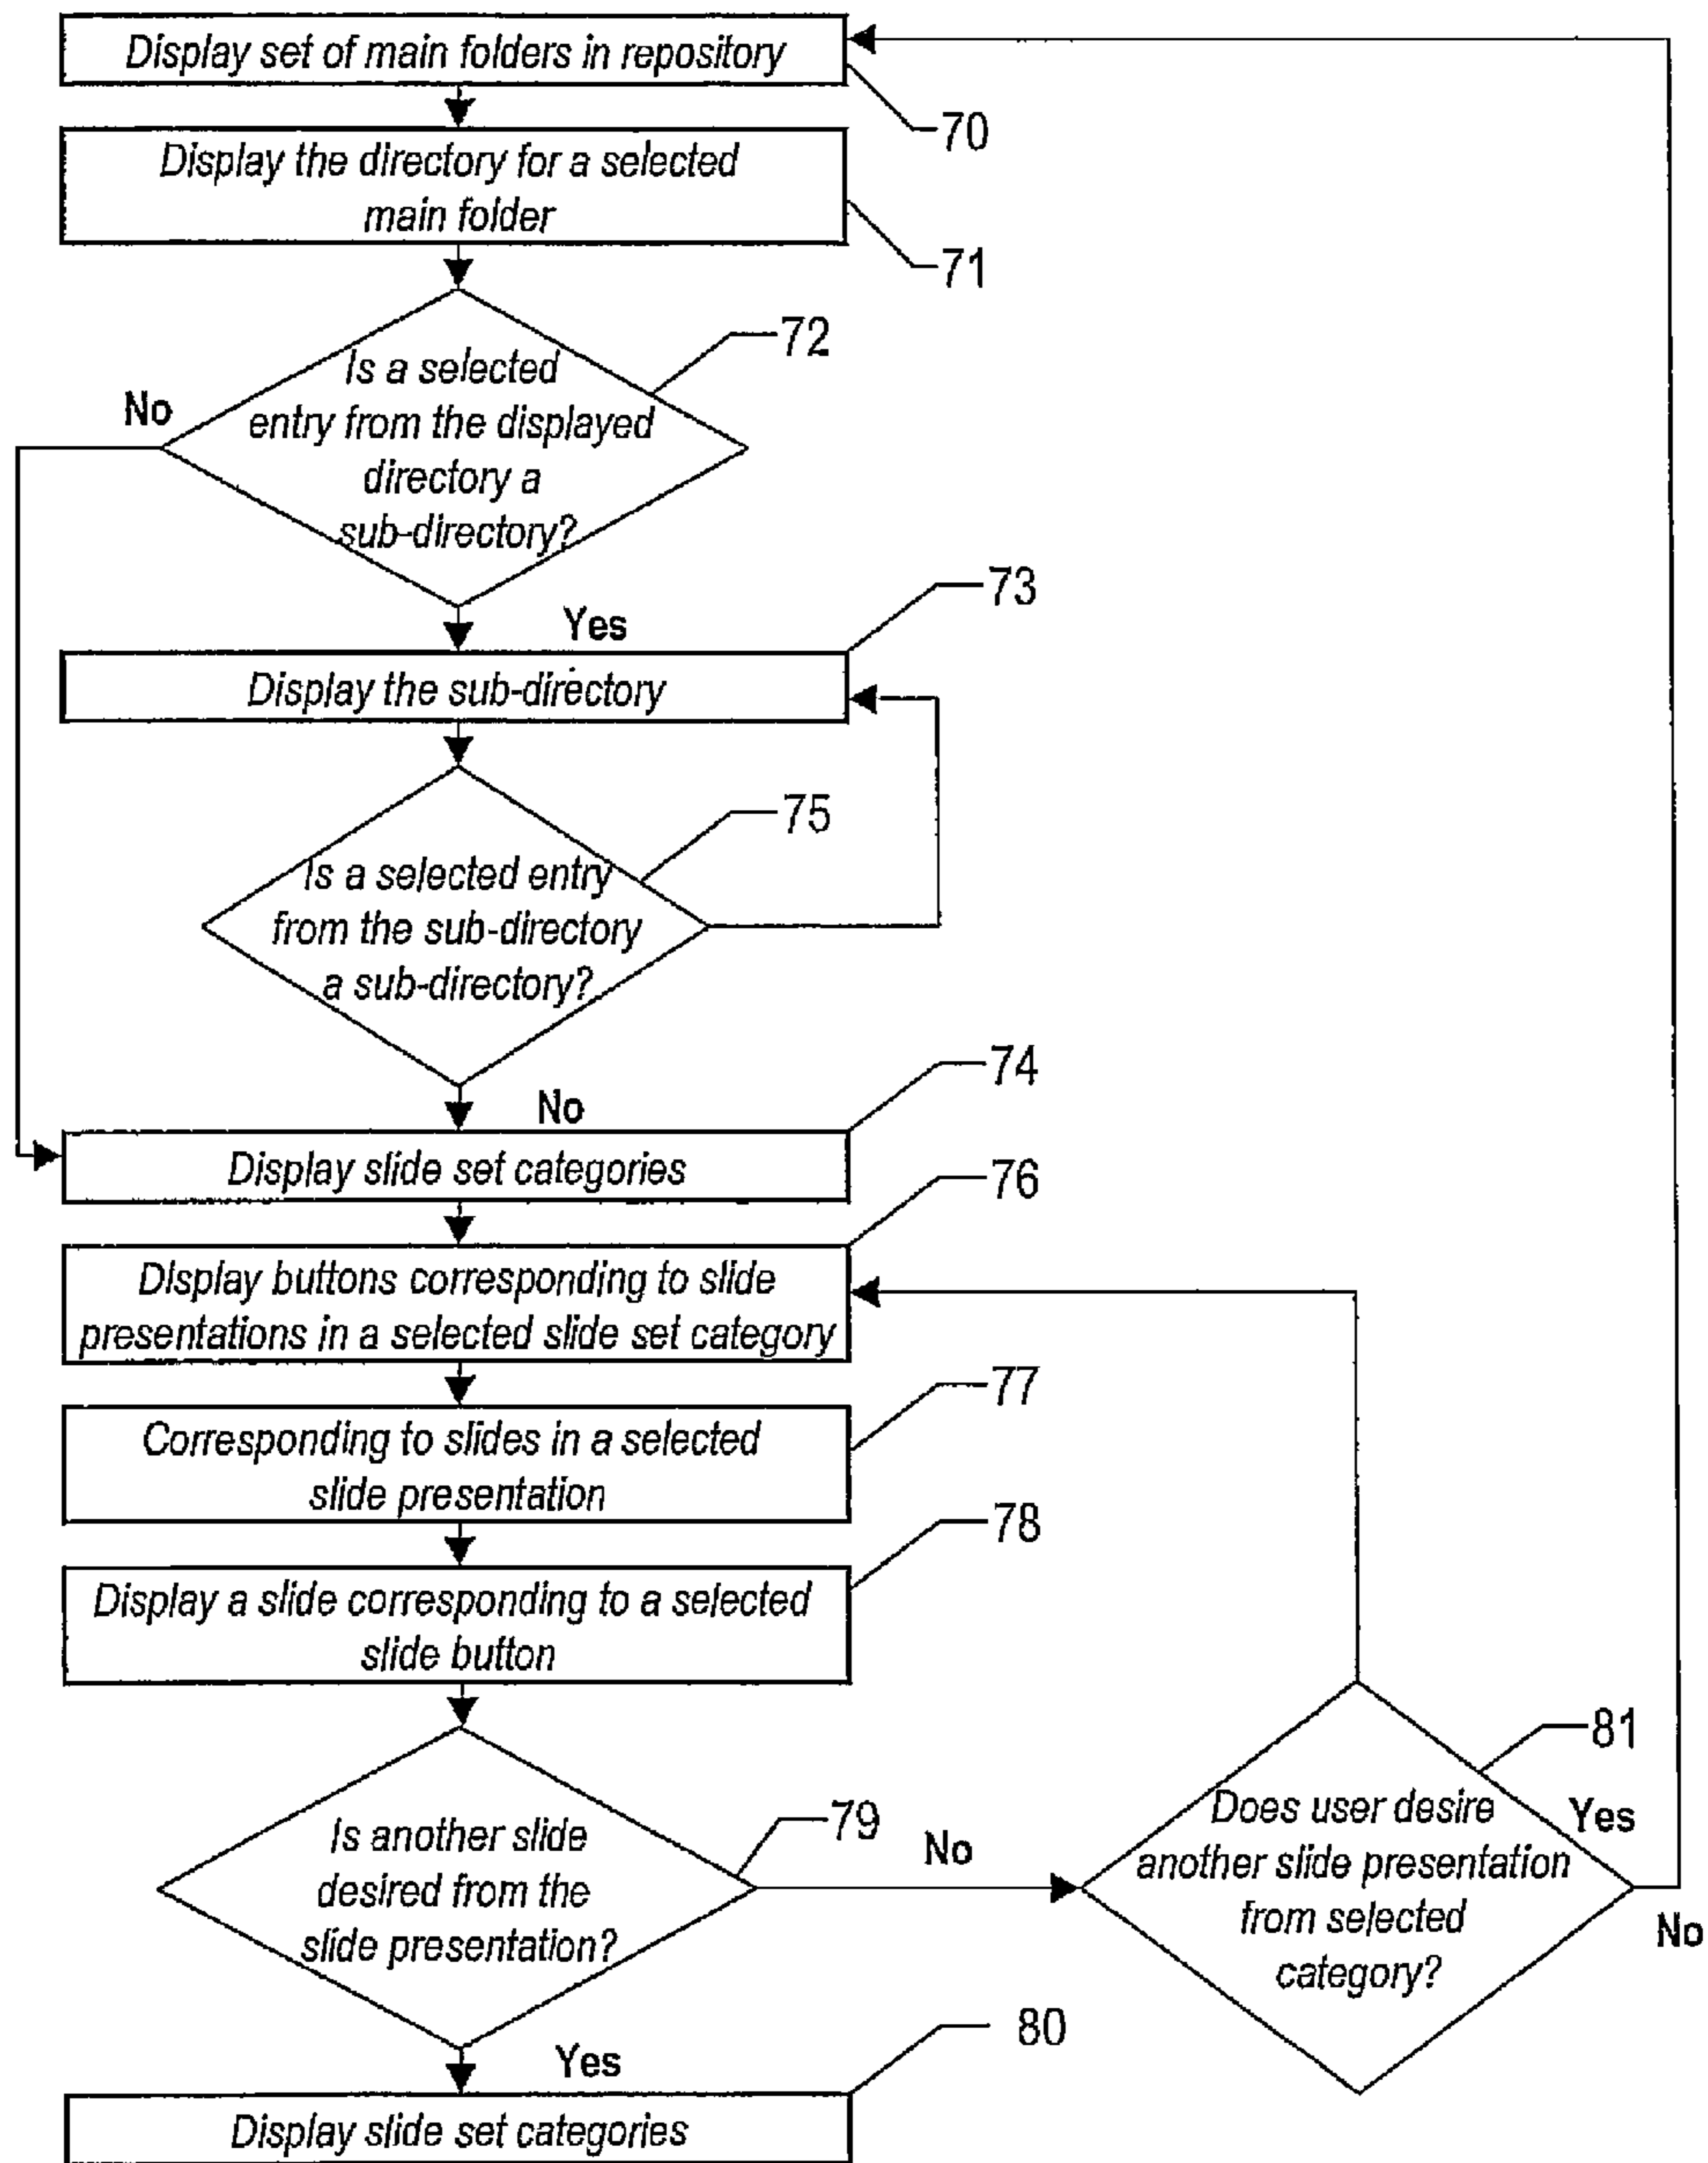 Display set of main folders in repository
70
Display the directory for a selected
main folder
71
72
Is a selected
entry from the displayed
directory a
sub-directory?
No
Yes
73
Display the sub-directory
75
Is a selected entry
from the sub-directory
a sub-directory?
No
74
Display slide set categories
76
Display buttons corresponding to slide
presentations in a selected slide set category
77
Corresponding to slides in a selected
slide presentation
78
Display a slide corresponding to a selected
slide button
79
Is another slide
desired from the
slide presentation?
No
81
Does user desire
another slide presentation
from selected
category?
Yes
No
Yes
80
Display slide set categories